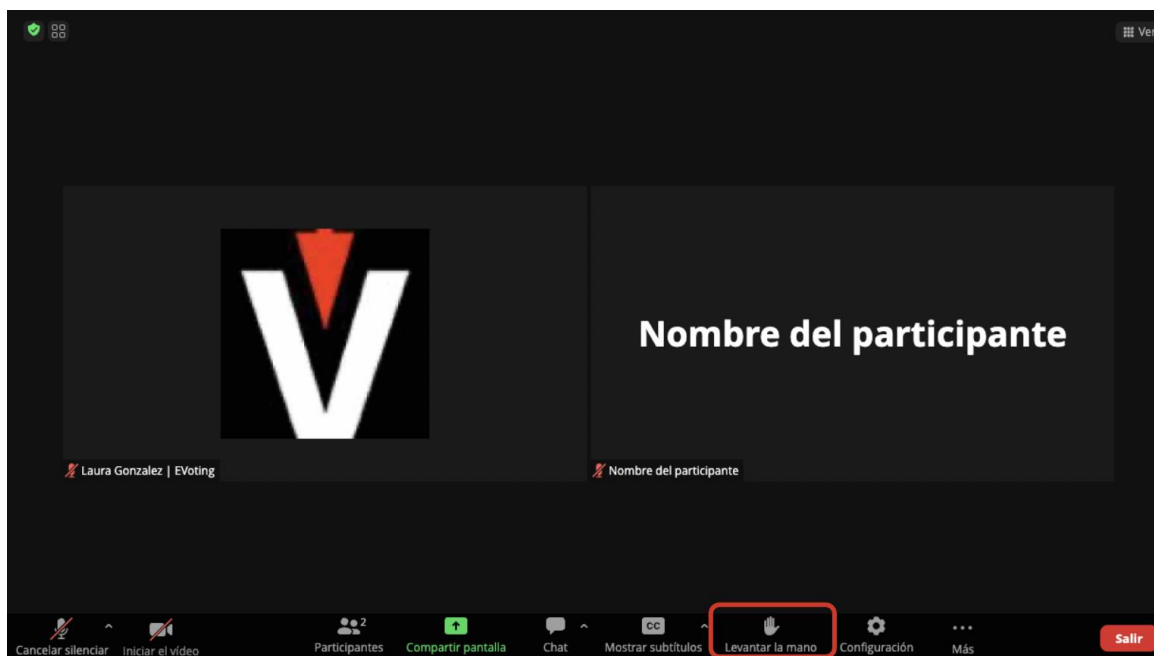 Ver
Nombre del participante
Laura Gonzalez | EVoting
Nombre del participante
2
CC
Cancelar silenciar Iniciar el vídeo Participantes Compartir pantalla Chat Mostrar subtítulos Levantar la mano Configuración Más Salir